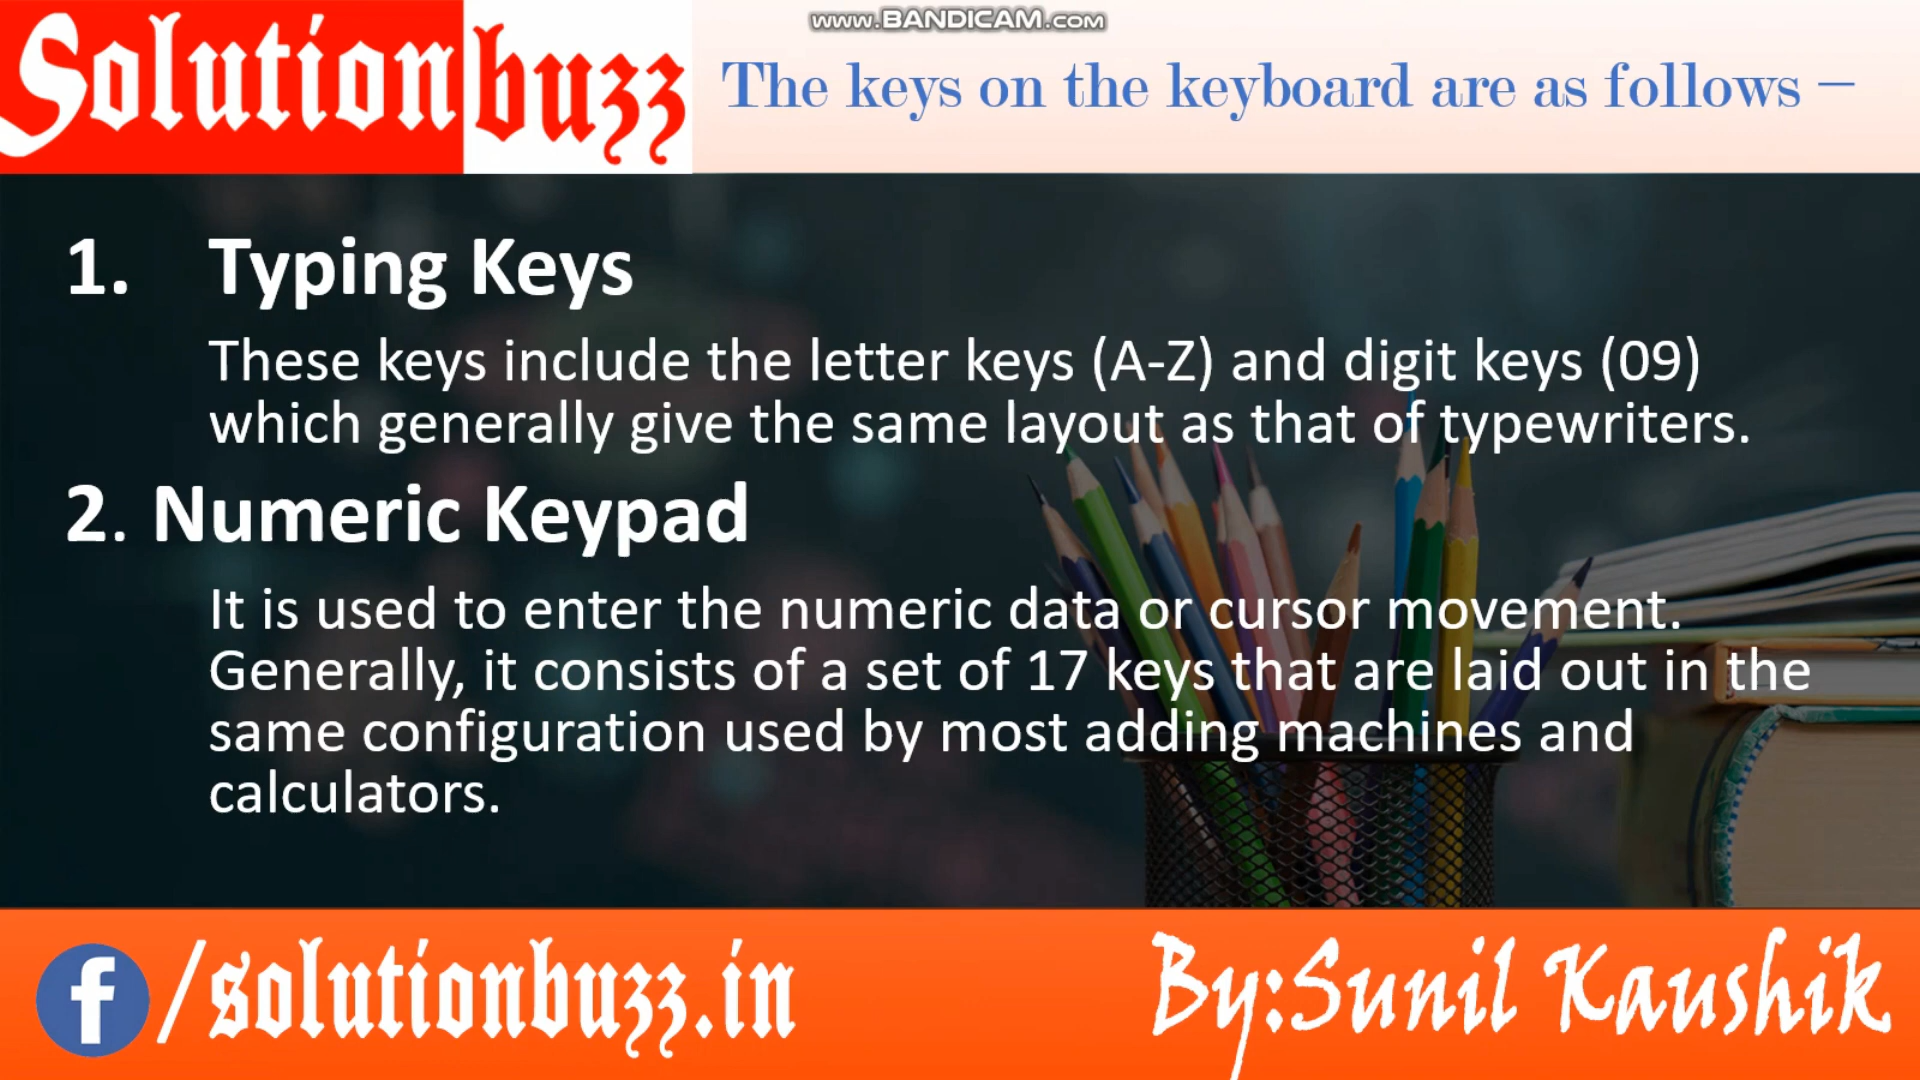 Solutionbuzz
www.BANDICAM.com
The keys on the keyboard are as follows –
1. Typing Keys
These keys include the letter keys (A-Z) and digit keys (09)
which generally give the same layout as that of typewriters.
2. Numeric Keypad
It is used to enter the numeric data or cursor movement.
Generally, it consists of a set of 17 keys that are laid out in the
same configuration used by most adding machines and
calculators.
f/solutionbuzz.in
By:Sunil Kaushik